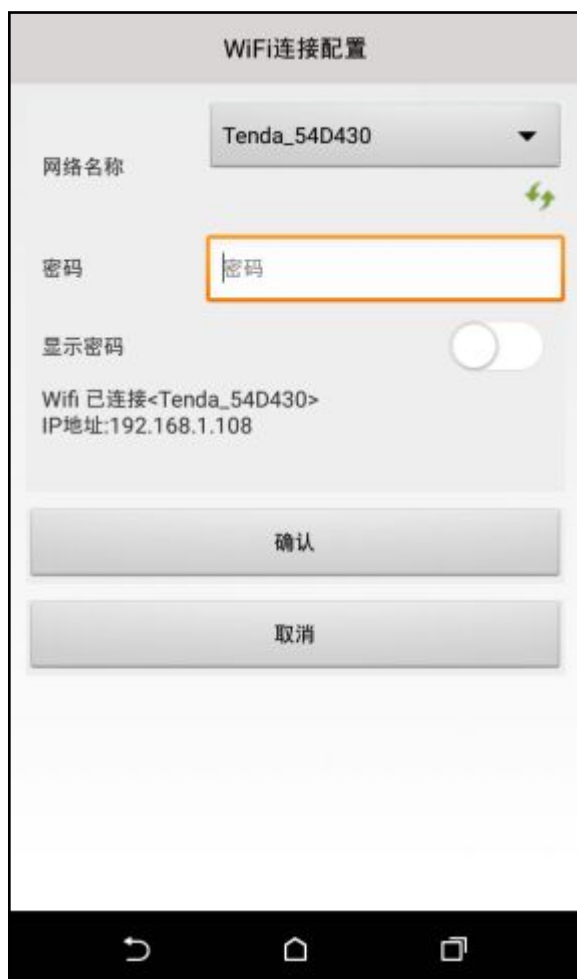 WiFi连接配置
网络名称
Tenda_54D430
密码
密码
显示密码
Wifi 已连接<Tenda_54D430>
IP地址:192.168.1.108
确认
取消